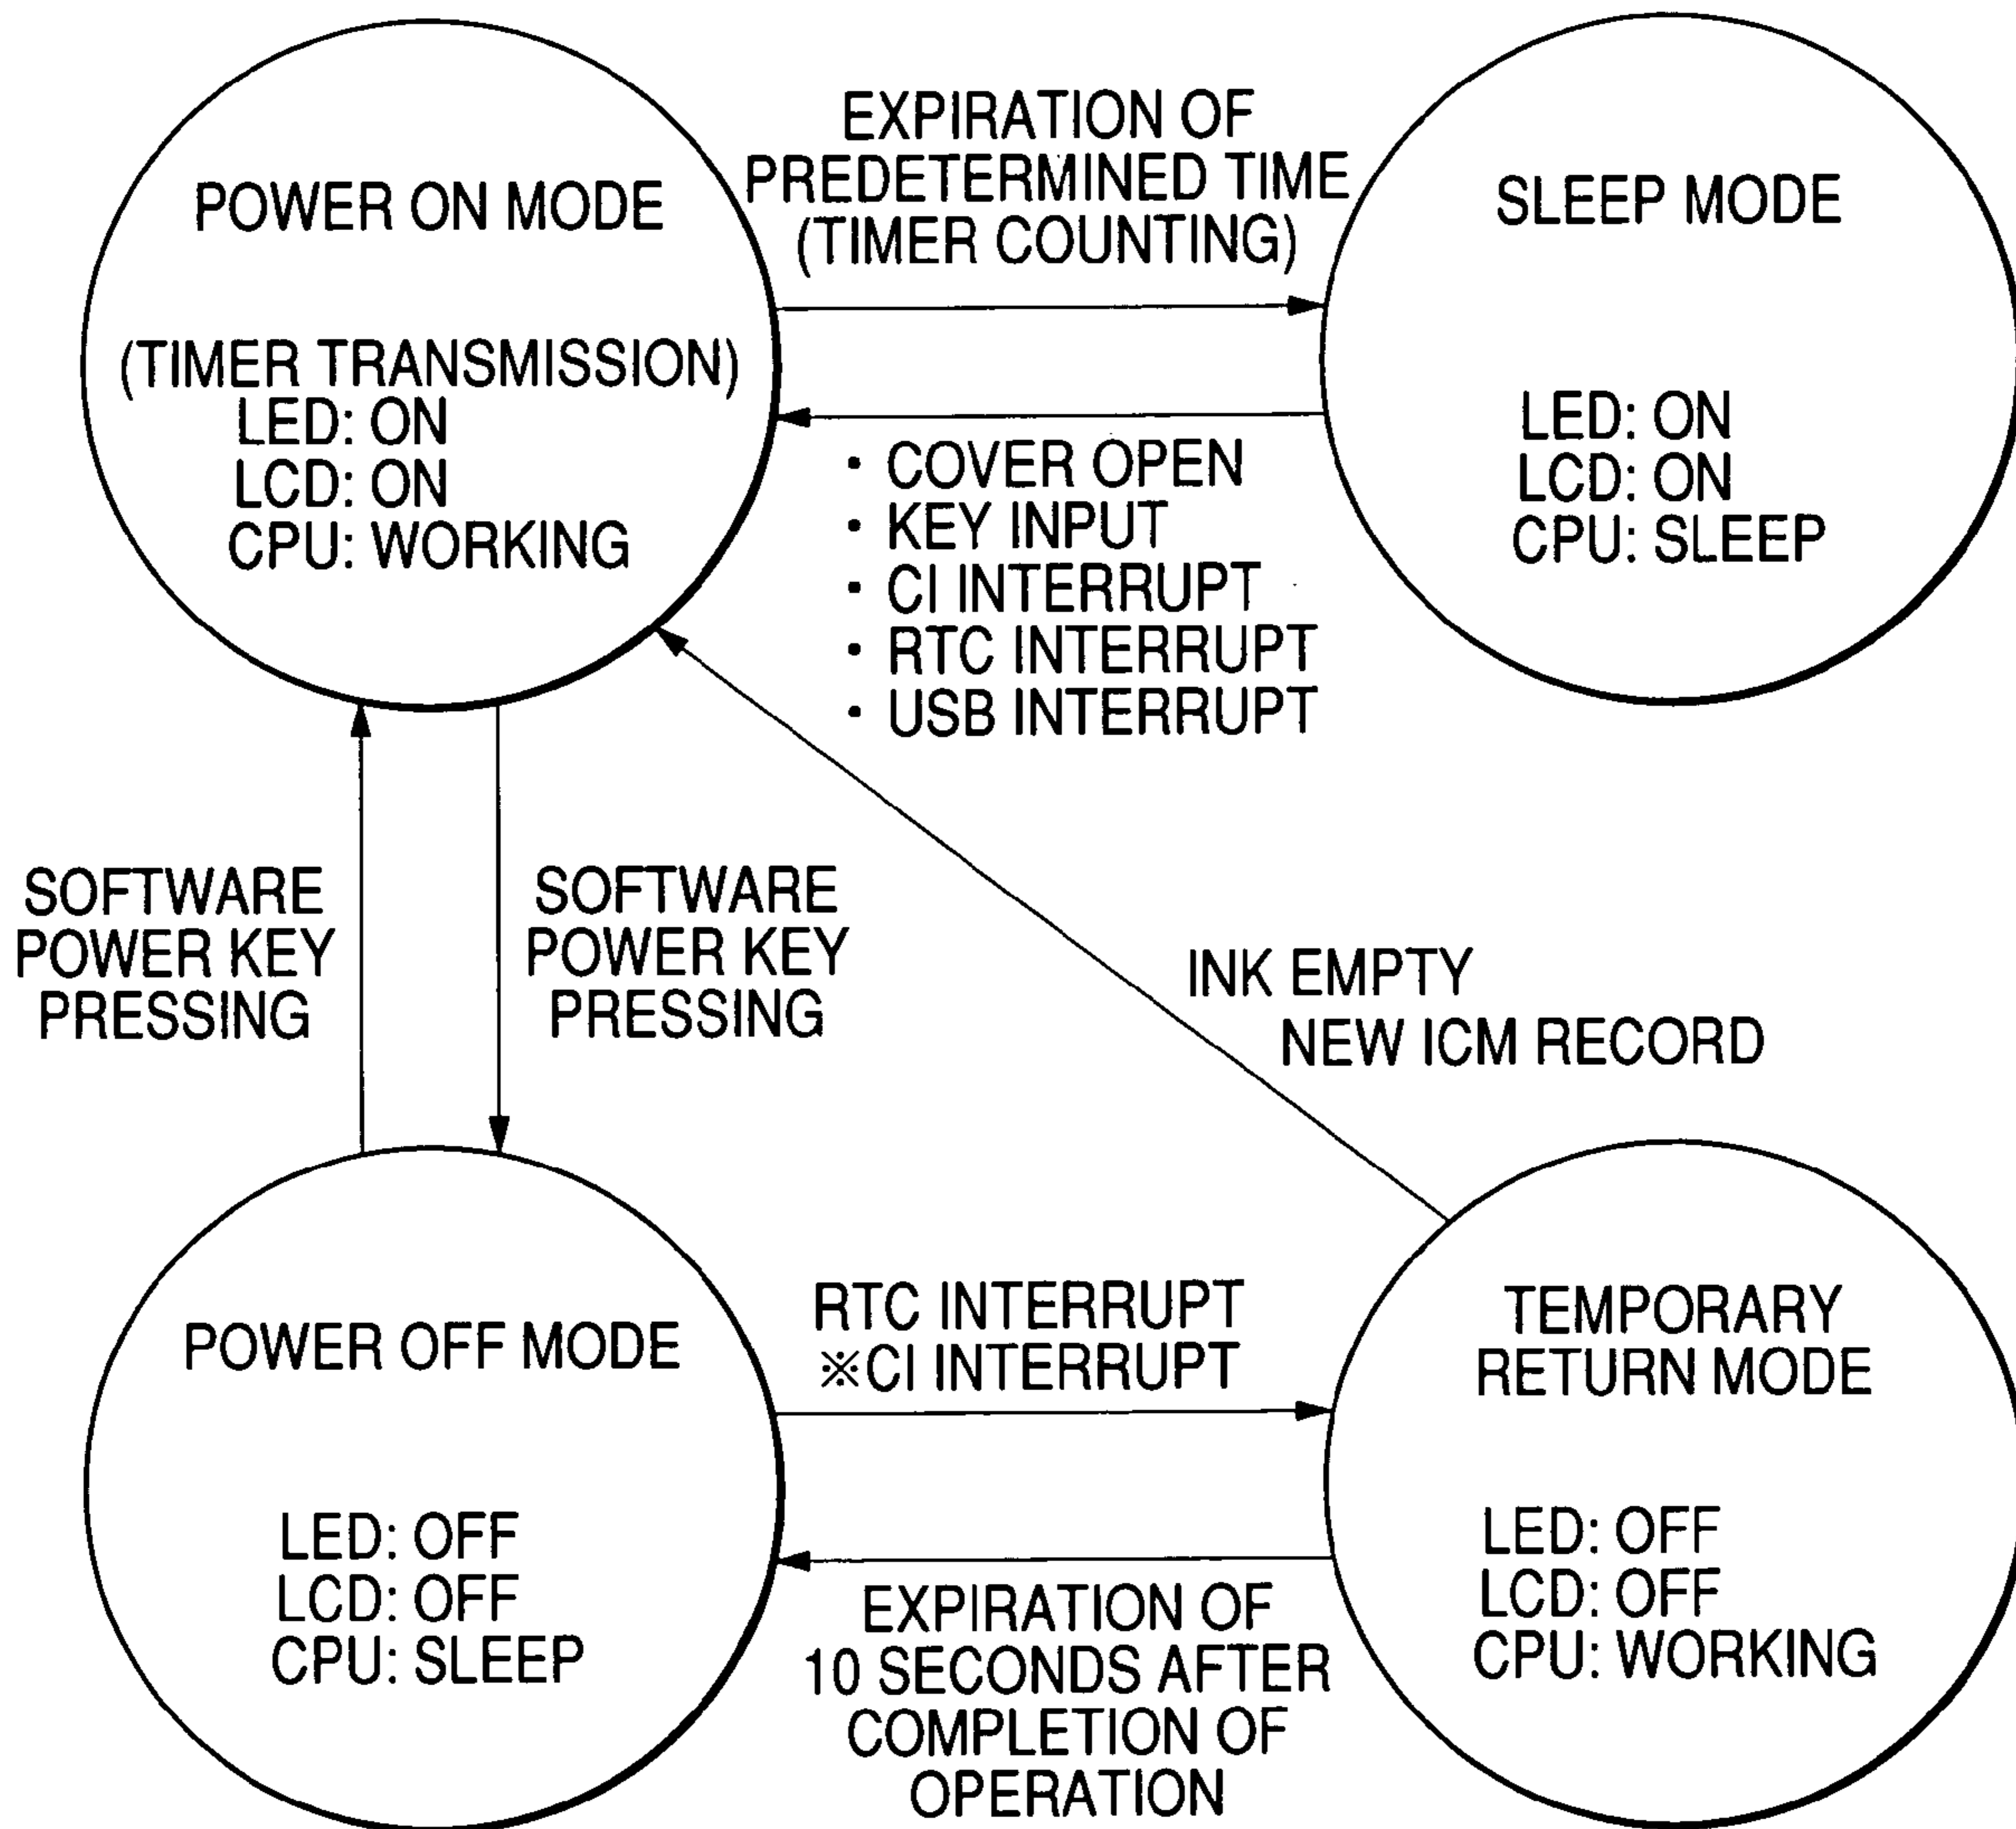 POWER ON MODE
(TIMER TRANSMISSION)
LED: ON
LCD: ON
CPU: WORKING
EXPIRATION OF
PREDETERMINED TIME
(TIMER COUNTING)
SLEEP MODE
LED: ON
LCD: ON
CPU: SLEEP
・ COVER OPEN
・ KEY INPUT
・ CI INTERRUPT
・ RTC INTERRUPT
・ USB INTERRUPT
SOFTWARE
POWER KEY
PRESSING
SOFTWARE
POWER KEY
PRESSING
INK EMPTY
NEW ICM RECORD
POWER OFF MODE
LED: OFF
LCD: OFF
CPU: SLEEP
RTC INTERRUPT
※CI INTERRUPT
EXPIRATION OF
10 SECONDS AFTER
COMPLETION OF
OPERATION
TEMPORARY
RETURN MODE
LED: OFF
LCD: OFF
CPU: WORKING